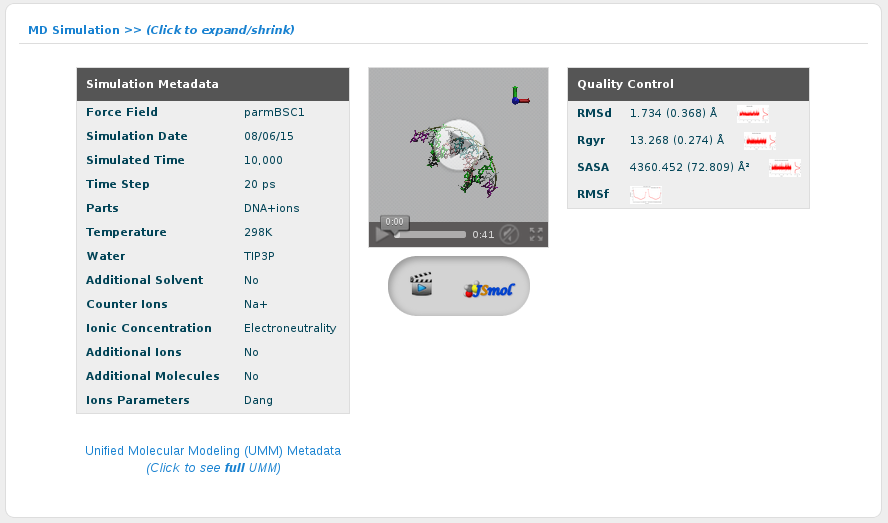 MD Simulation >> (Click to expand/shrink)
Simulation Metadata
Force Field parmBSC1
Simulation Date 08/06/15
Simulated Time 10,000
Time Step 20 ps
Parts DNA+ions
Temperature 298K
Water TIP3P
Additional Solvent No
Counter Ions Na+
Ionic Concentration Electroneutrality
Additional Ions No
Additional Molecules No
Ions Parameters Dang
Unified Molecular Modeling (UMM) Metadata
(Click to see full UMM)
0:00
0:41
JSmol
Quality Control
RMSd 1.734 (0.368) Å
Rgyr 13.268 (0.274) Å
SASA 4360.452 (72.809) Å²
RMSf